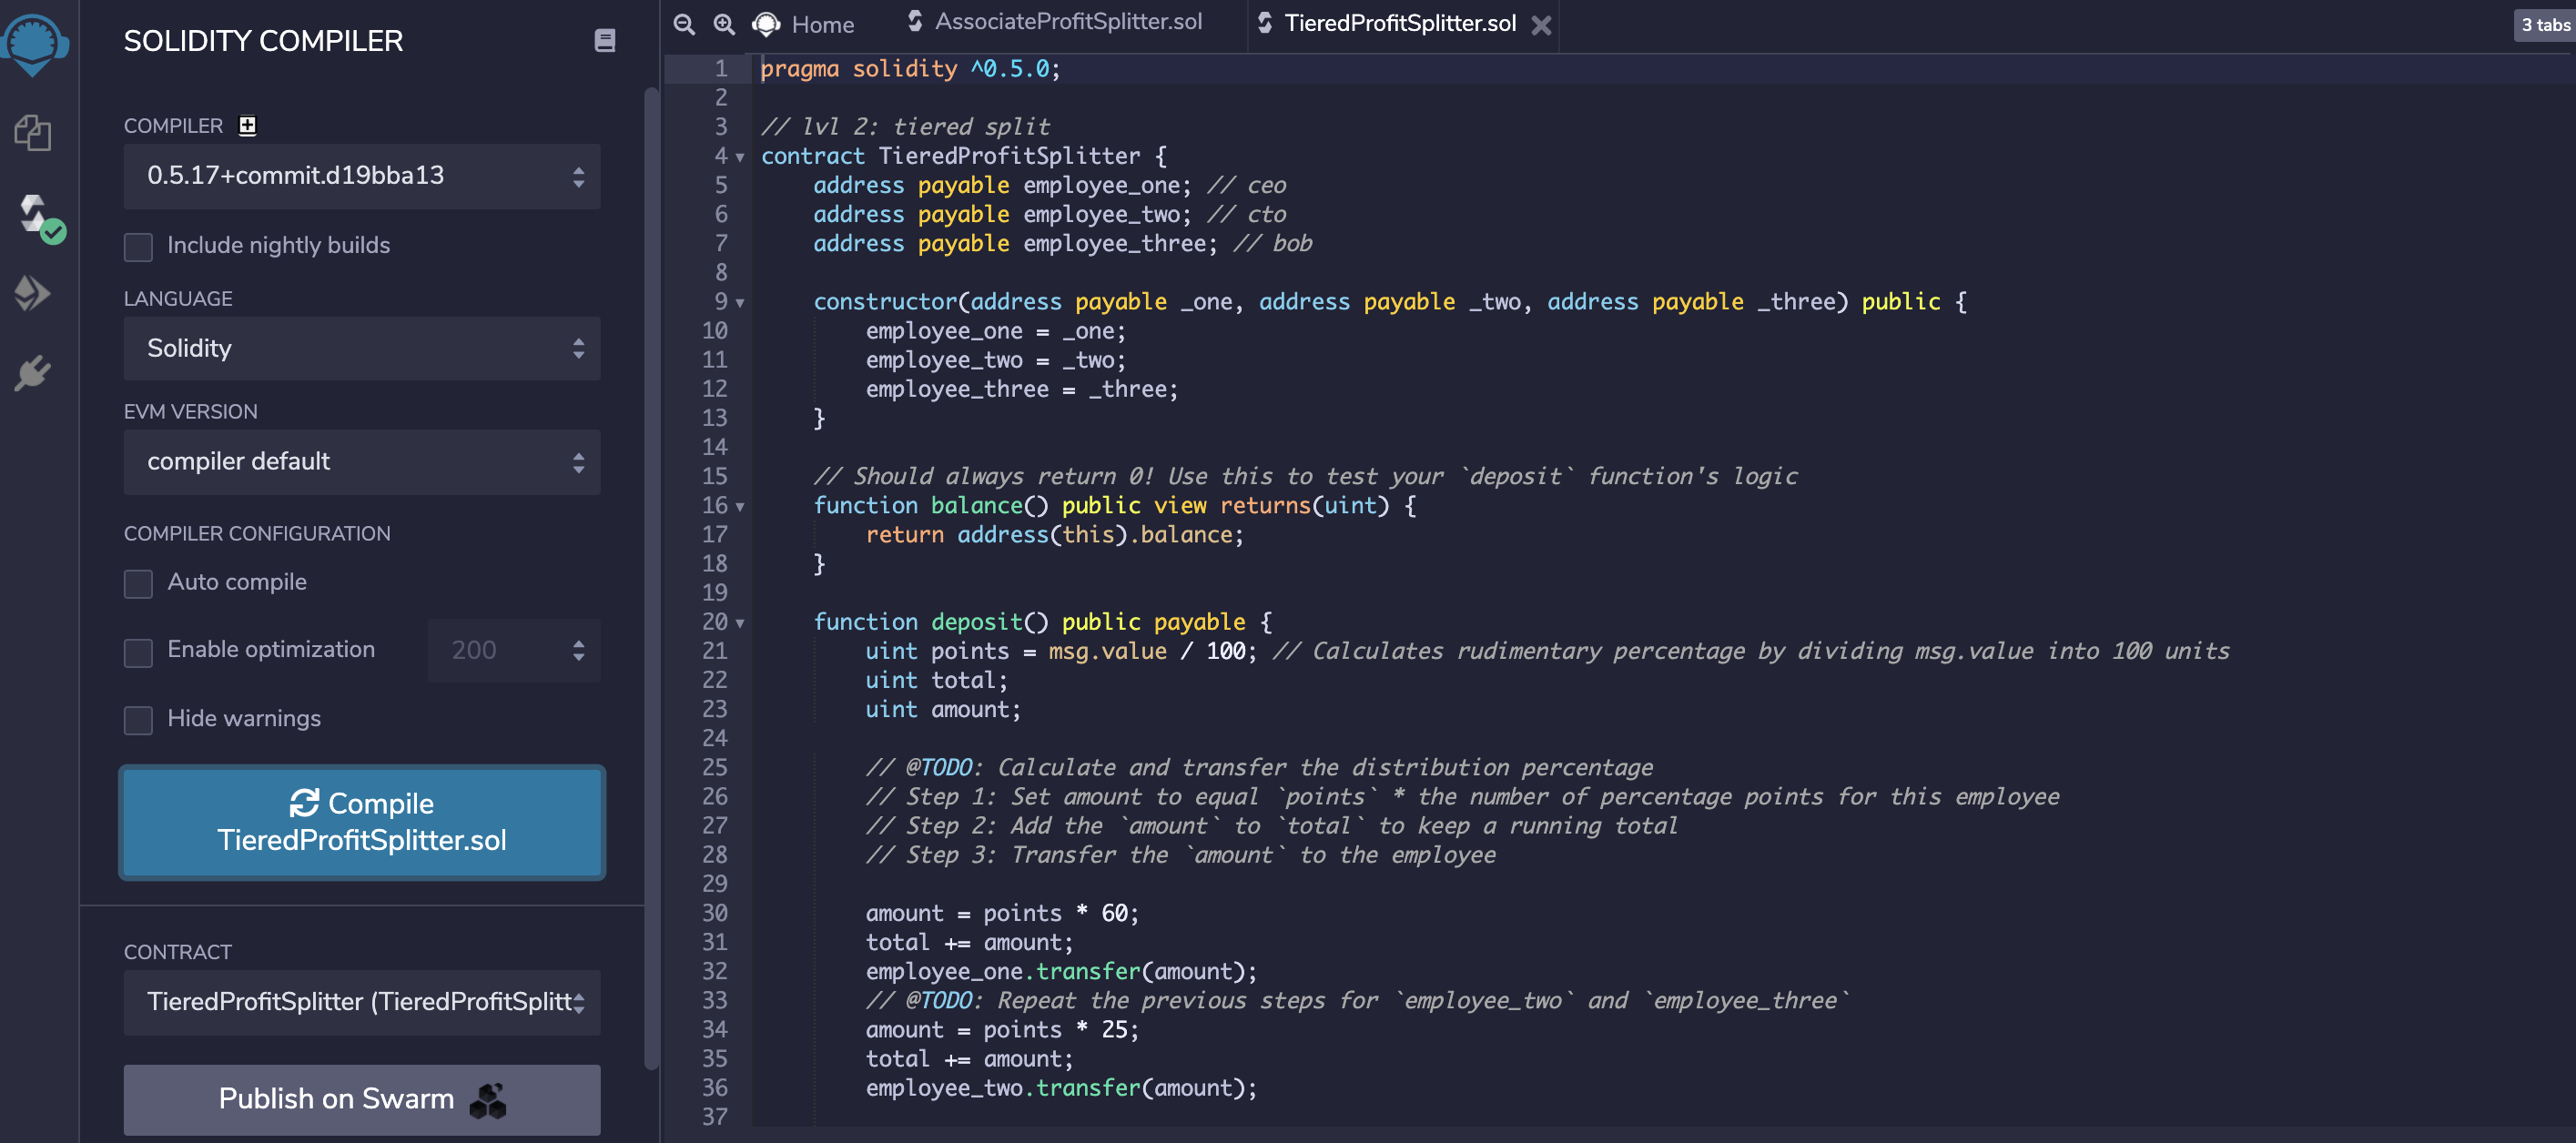 SOLIDITY COMPILER
COMPILER
0.5.17+commit.d19bba13
Include nightly builds
LANGUAGE
Solidity
EVM VERSION
compiler default
COMPILER CONFIGURATION
Auto compile
Enable optimization
200
Hide warnings
Compile
TieredProfitSplitter.sol
CONTRACT
TieredProfitSplitter (TieredProfitSplitt
Publish on Swarm
Home
AssociateProfitSplitter.sol
TieredProfitSplitter.sol
3 tabs
1 pragma solidity ^0.5.0;
2
3 // lvl 2: tiered split
4 contract TieredProfitSplitter {
5     address payable employee_one; // ceo
6     address payable employee_two; // cto
7     address payable employee_three; // bob
8
9     constructor(address payable _one, address payable _two, address payable _three) public {
10         employee_one = _one;
11         employee_two = _two;
12         employee_three = _three;
13     }
14
15     // Should always return 0! Use this to test your `deposit` function's logic
16     function balance() public view returns(uint) {
17         return address(this).balance;
18     }
19
20     function deposit() public payable {
21         uint points = msg.value / 100; // Calculates rudimentary percentage by dividing msg.value into 100 units
22         uint total;
23         uint amount;
24
25         // @TODO: Calculate and transfer the distribution percentage
26         // Step 1: Set amount to equal `points` * the number of percentage points for this employee
27         // Step 2: Add the `amount` to `total` to keep a running total
28         // Step 3: Transfer the `amount` to the employee
29
30         amount = points * 60;
31         total += amount;
32         employee_one.transfer(amount);
33         // @TODO: Repeat the previous steps for `employee_two` and `employee_three`
34         amount = points * 25;
35         total += amount;
36         employee_two.transfer(amount);
37